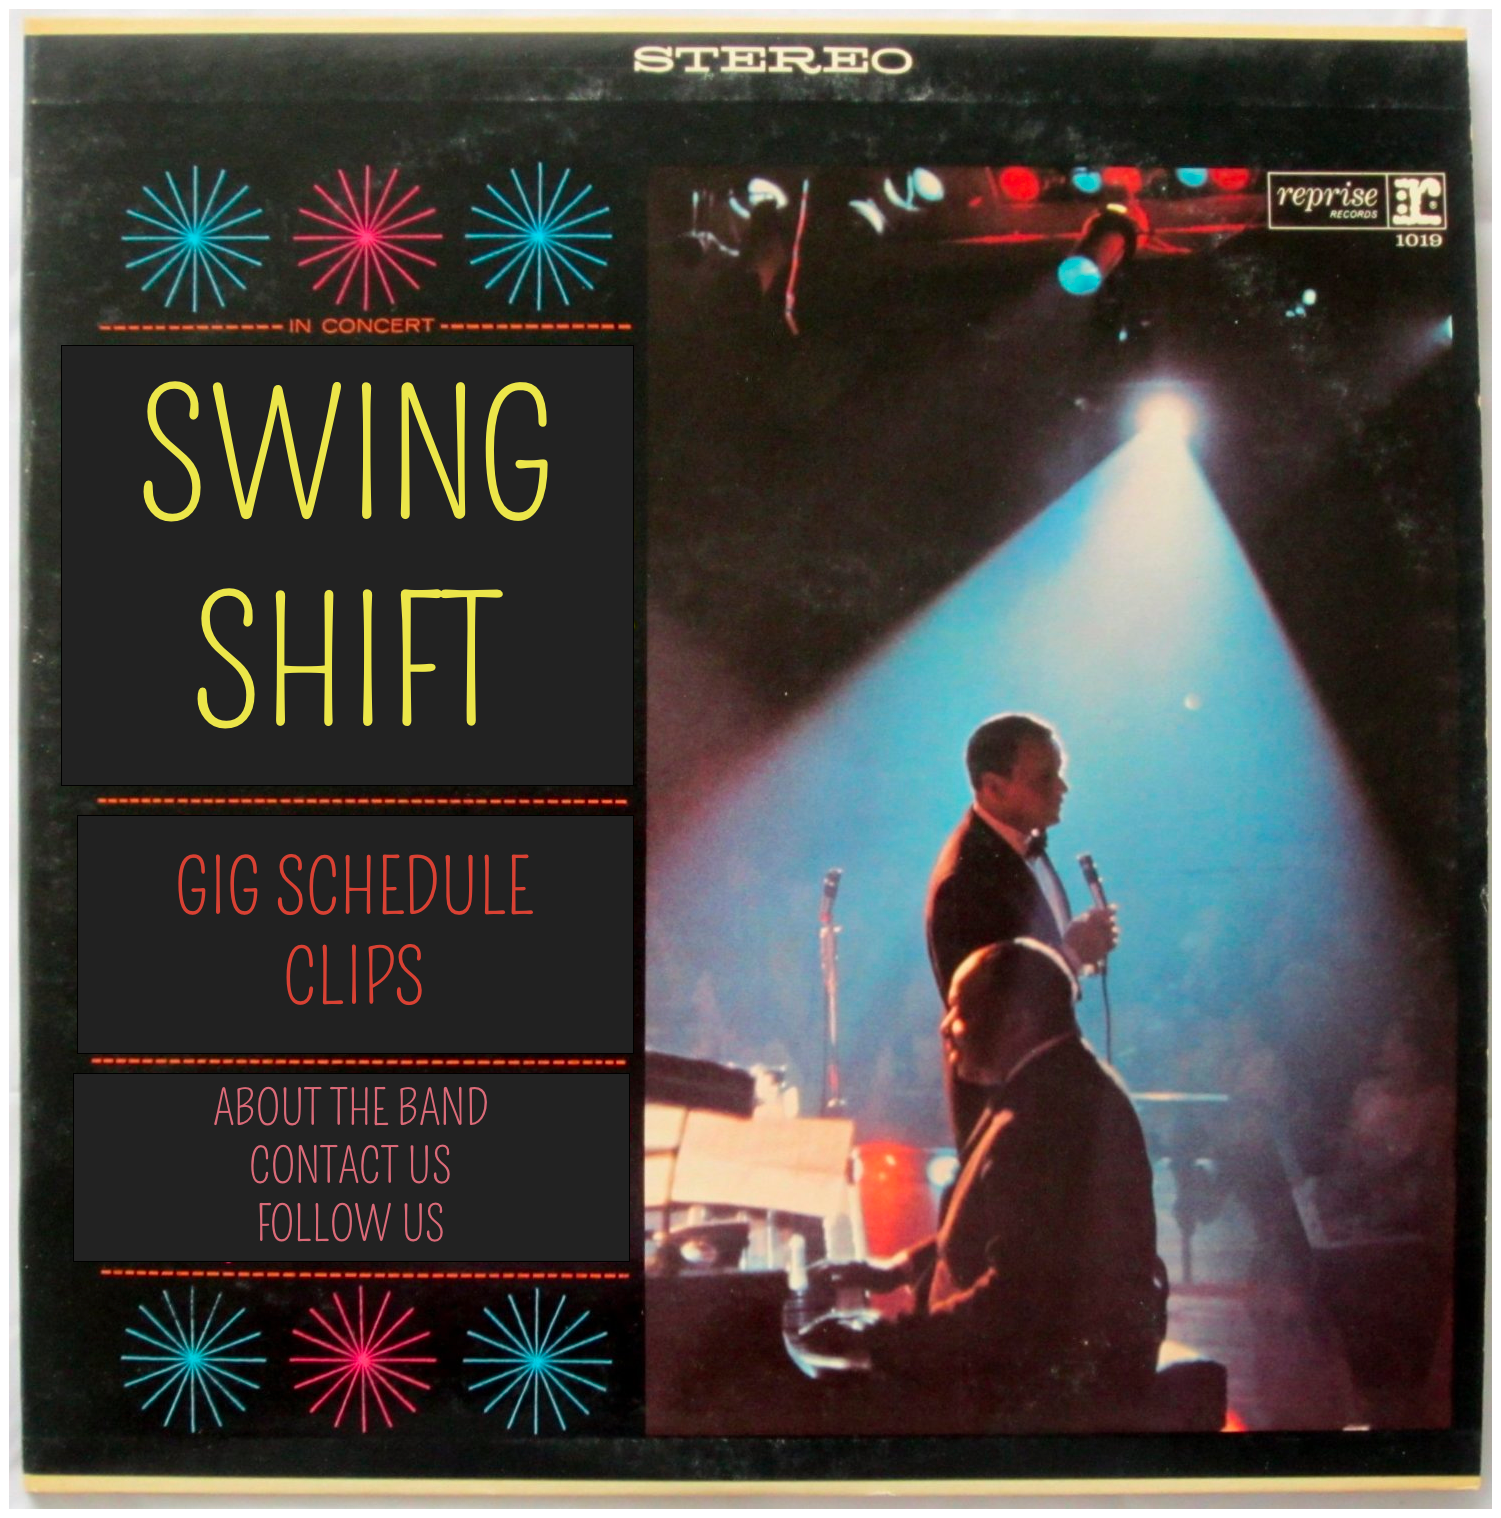 STEREO
reprise
RECORDS
1019
IN CONCERT
SWING
SHIFT
GIG SCHEDULE
CLIPS
ABOUT THE BAND
CONTACT US
FOLLOW US